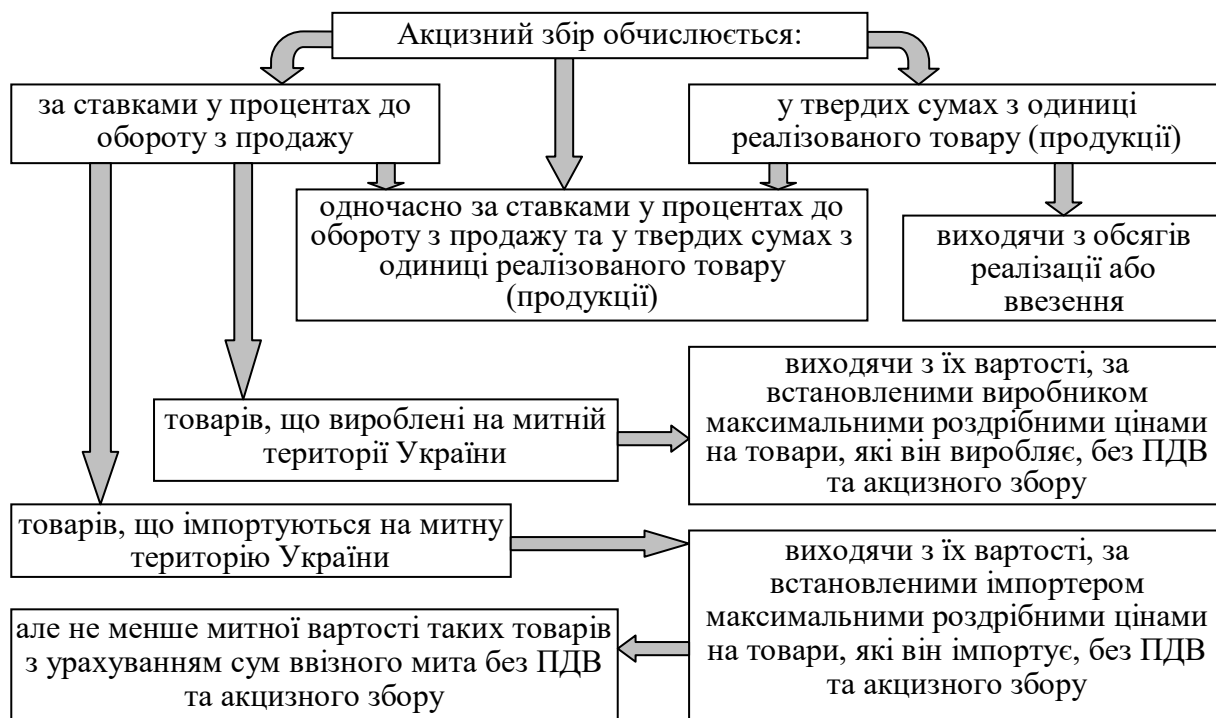 Акцизний збір обчислюється:
за ставками у процентах до
обороту з продажу
у твердих сумах з одиниці
реалізованого товару (продукції)
одночасно за ставками у процентах до
обороту з продажу та у твердих сумах з
одиниці реалізованого товару
(продукції)
виходячи з обсягів
реалізації або
ввезення
товарів, що вироблені на митній
території України
виходячи з їх вартості, за
встановленими виробником
максимальними роздрібними цінами
на товари, які він виробляє, без ПДВ
та акцизного збору
товарів, що імпортуються на митну
територію України
виходячи з їх вартості, за
встановленими імпортером
максимальними роздрібними цінами
на товари, які він імпортує, без ПДВ
та акцизного збору
але не менше митної вартості таких товарів
з урахуванням сум ввізного мита без ПДВ
та акцизного збору